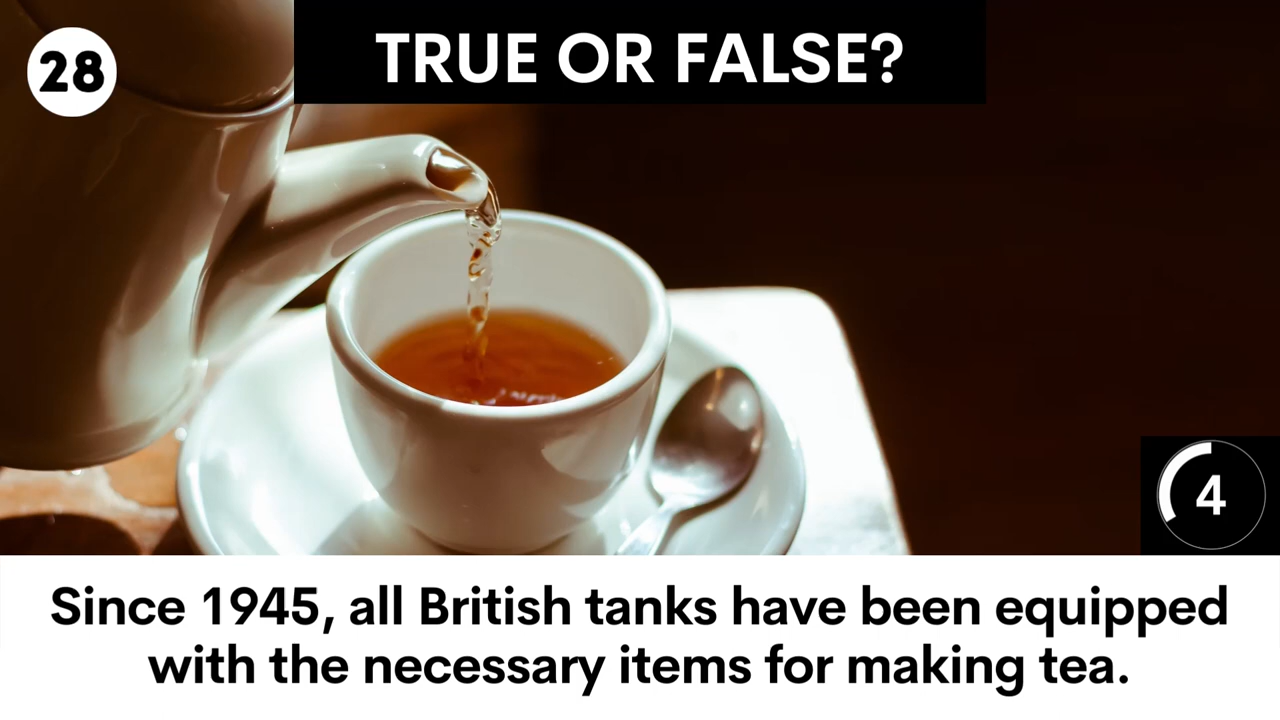 28
TRUE OR FALSE?
4
Since 1945, all British tanks have been equipped
with the necessary items for making tea.